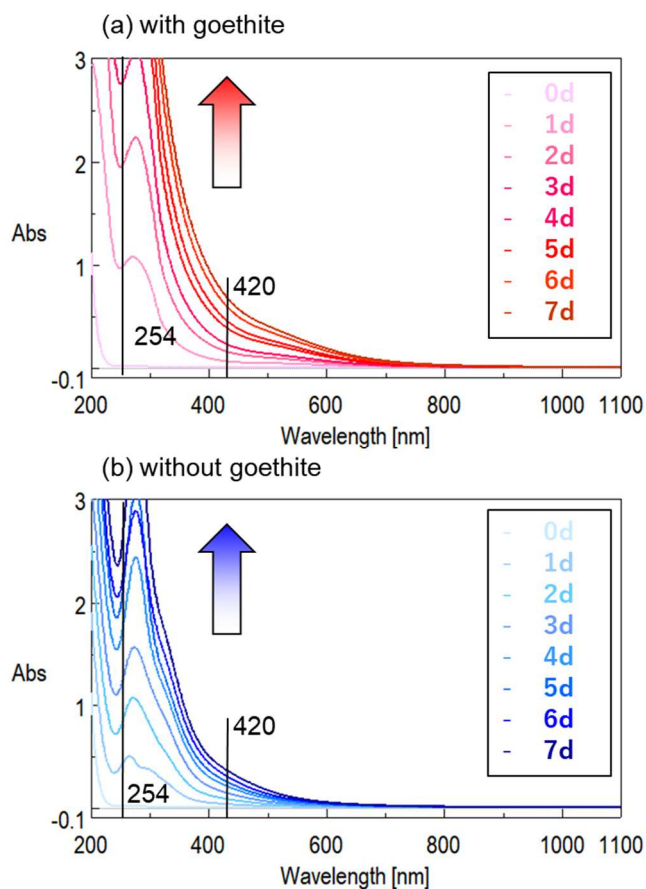 (a) with goethite
3
2
Abs
1
-0.1
254
420
0d
1d
2d
3d
4d
5d
6d
7d
200 400 600 800 1000 1100
Wavelength [nm]
(b) without goethite
3
2
Abs
1
-0.1
254
420
0d
1d
2d
3d
4d
5d
6d
7d
200 400 600 800 1000 1100
Wavelength [nm]